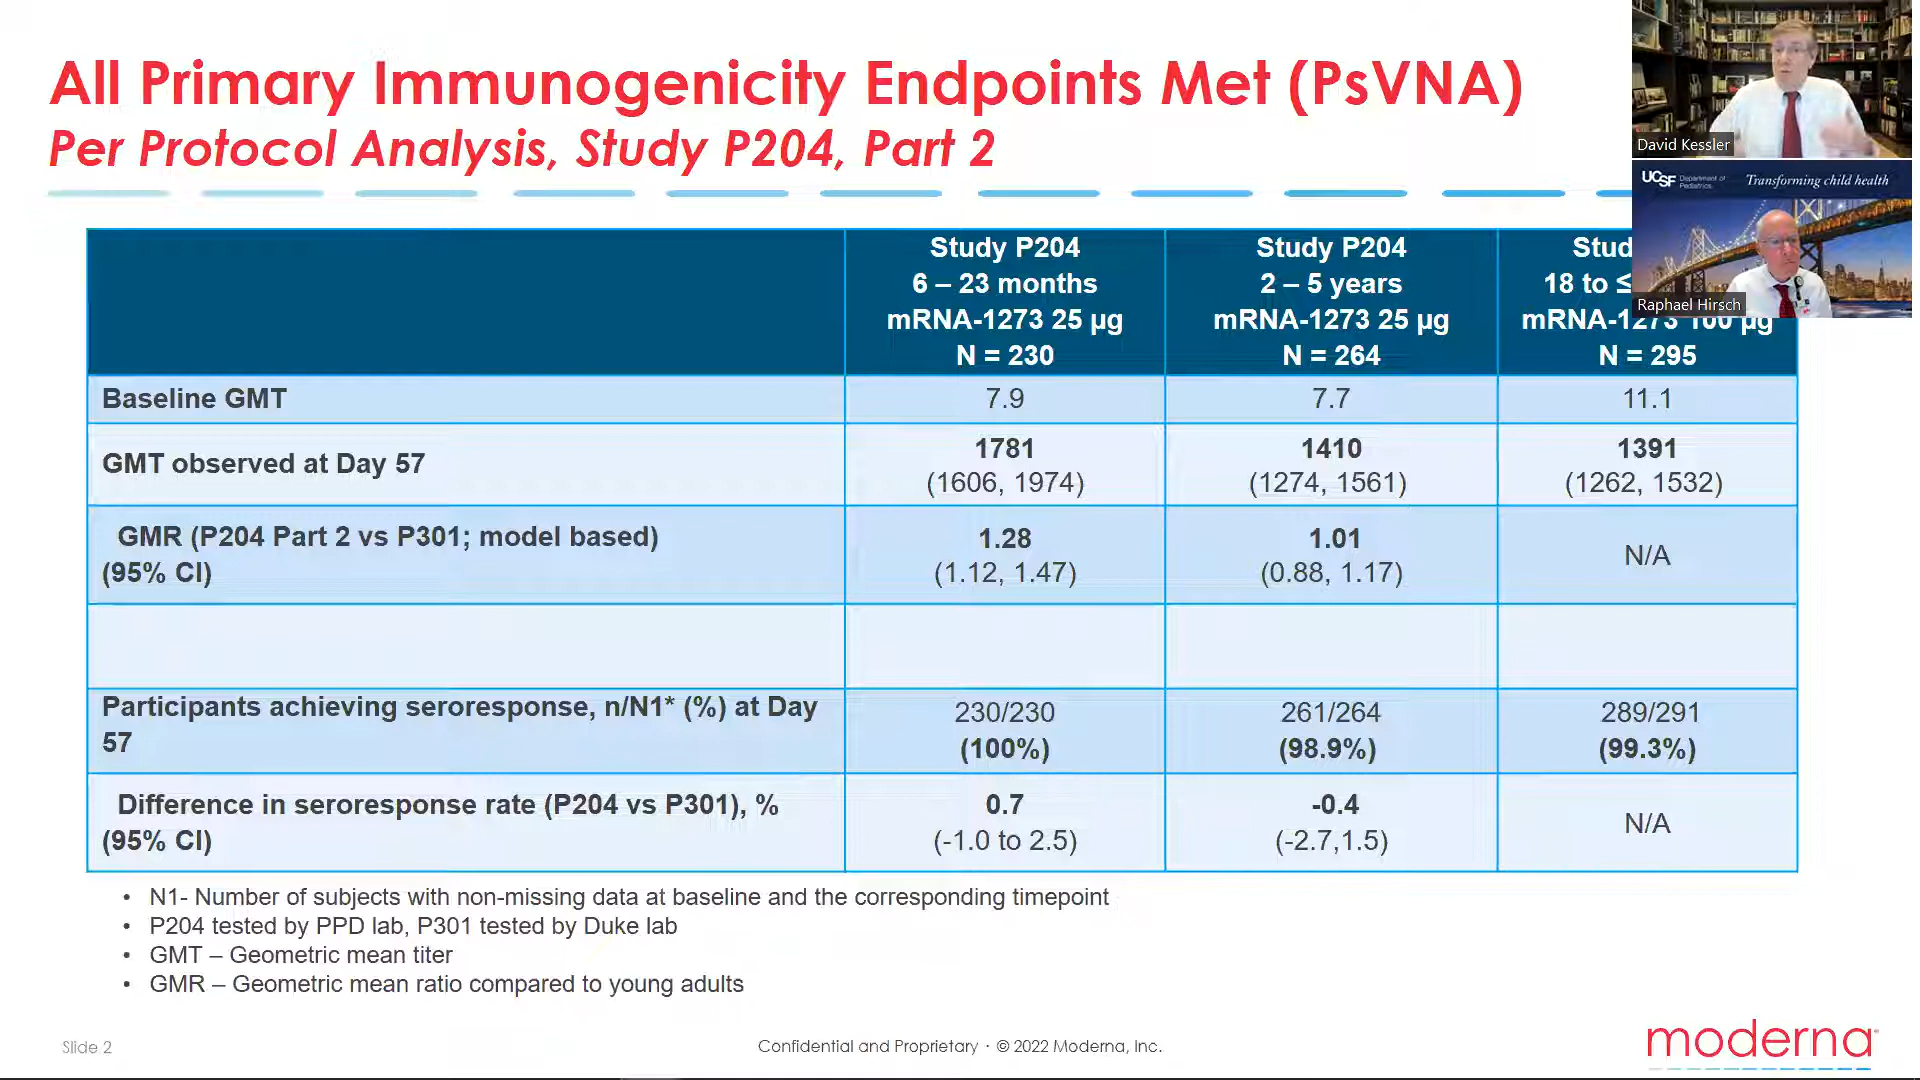 All Primary Immunogenicity Endpoints Met (PsVNA)
Per Protocol Analysis, Study P204, Part 2
David Kessler
UCSF Department of Pediatrics
Transforming child health
Raphael Hirsch
Study P204
6 – 23 months
mRNA-1273 25 µg
N = 230
Study P204
2 – 5 years
mRNA-1273 25 µg
N = 264
Stud
18 to ≤
mRNA-1273 100 µg
N = 295
Baseline GMT
7.9
7.7
11.1
GMT observed at Day 57
1781
(1606, 1974)
1410
(1274, 1561)
1391
(1262, 1532)
GMR (P204 Part 2 vs P301; model based)
(95% CI)
1.28
(1.12, 1.47)
1.01
(0.88, 1.17)
N/A
Participants achieving seroresponse, n/N1* (%) at Day
57
230/230
(100%)
261/264
(98.9%)
289/291
(99.3%)
Difference in seroresponse rate (P204 vs P301), %
(95% CI)
0.7
(-1.0 to 2.5)
-0.4
(-2.7,1.5)
N/A
• N1- Number of subjects with non-missing data at baseline and the corresponding timepoint
• P204 tested by PPD lab, P301 tested by Duke lab
• GMT – Geometric mean titer
• GMR – Geometric mean ratio compared to young adults
Slide 2
Confidential and Proprietary · © 2022 Moderna, Inc.
moderna